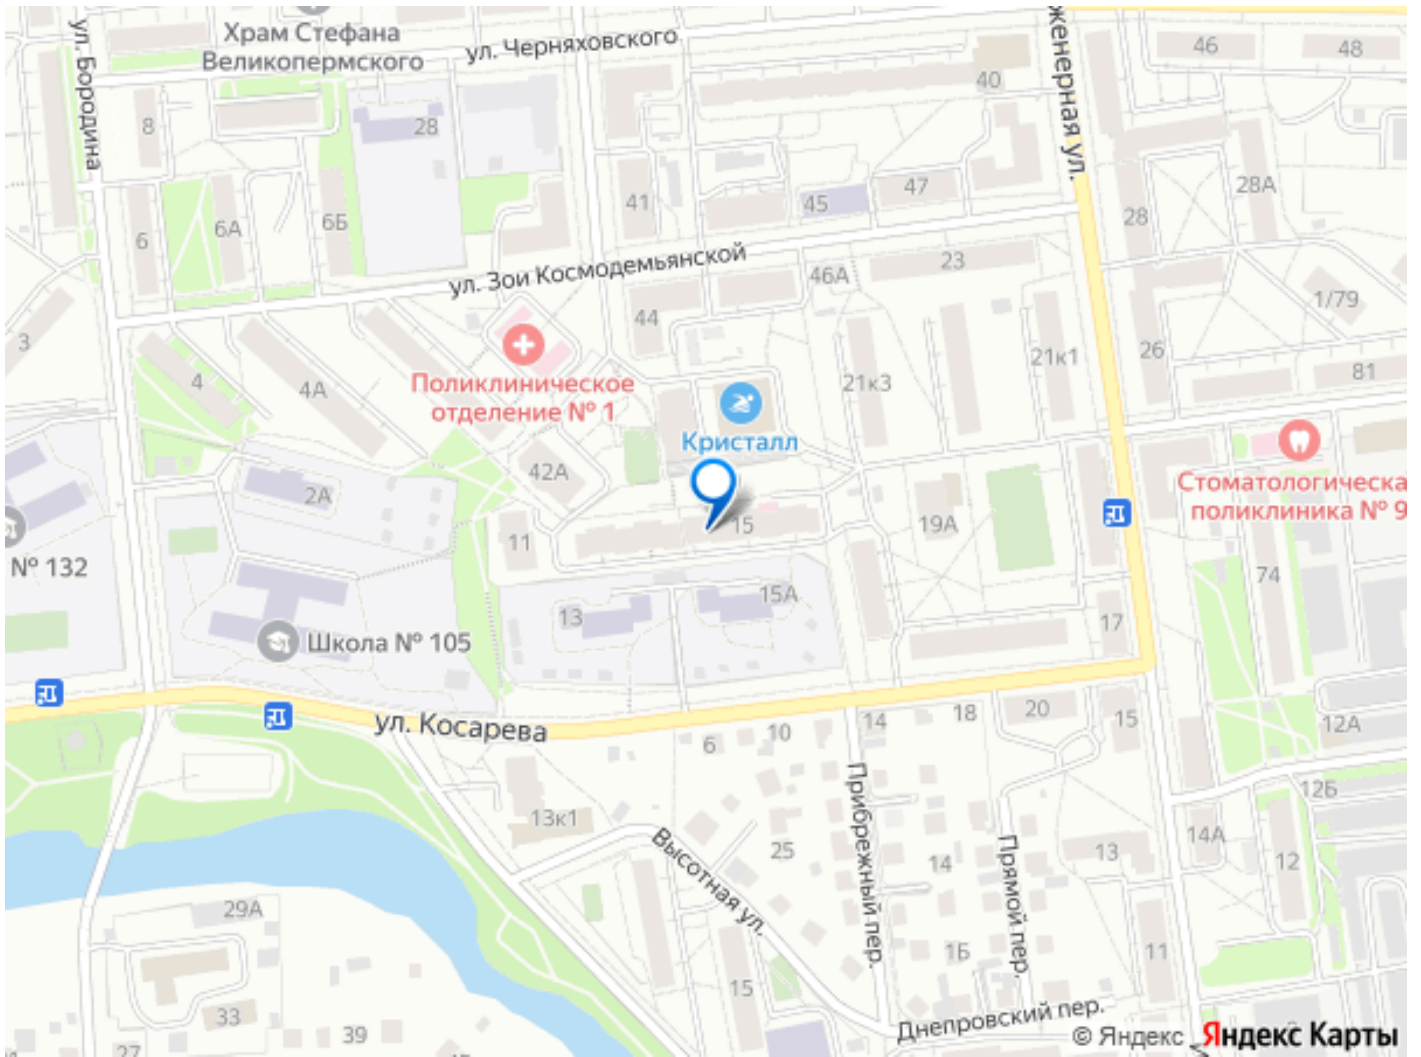 Храм Стефана
Великопермского
ул. Черняховского
ул. Бородина
женерная ул.
46
48
40
8
28
41
6
6А
6Б
45
47
28
28А
ул. Зои Космодемьянской
46А
23
44
1/79
3
4
4А
Поликлиническое
отделение № 1
21к3
21к1
26
81
Кристалл
Стоматологическа
поликлиника № 9
42А
2А
11
15
19А
№ 132
74
13
15А
17
Школа № 105
ул. Косарева
6
10
14
18
20
15
12А
13к1
Прибрежный пер.
Прямой пер.
Высотная ул.
25
14
13
14А
12
12Б
29А
33
39
27
15
1Б
11
Днепровский пер.
© Яндекс
Яндекс Карты